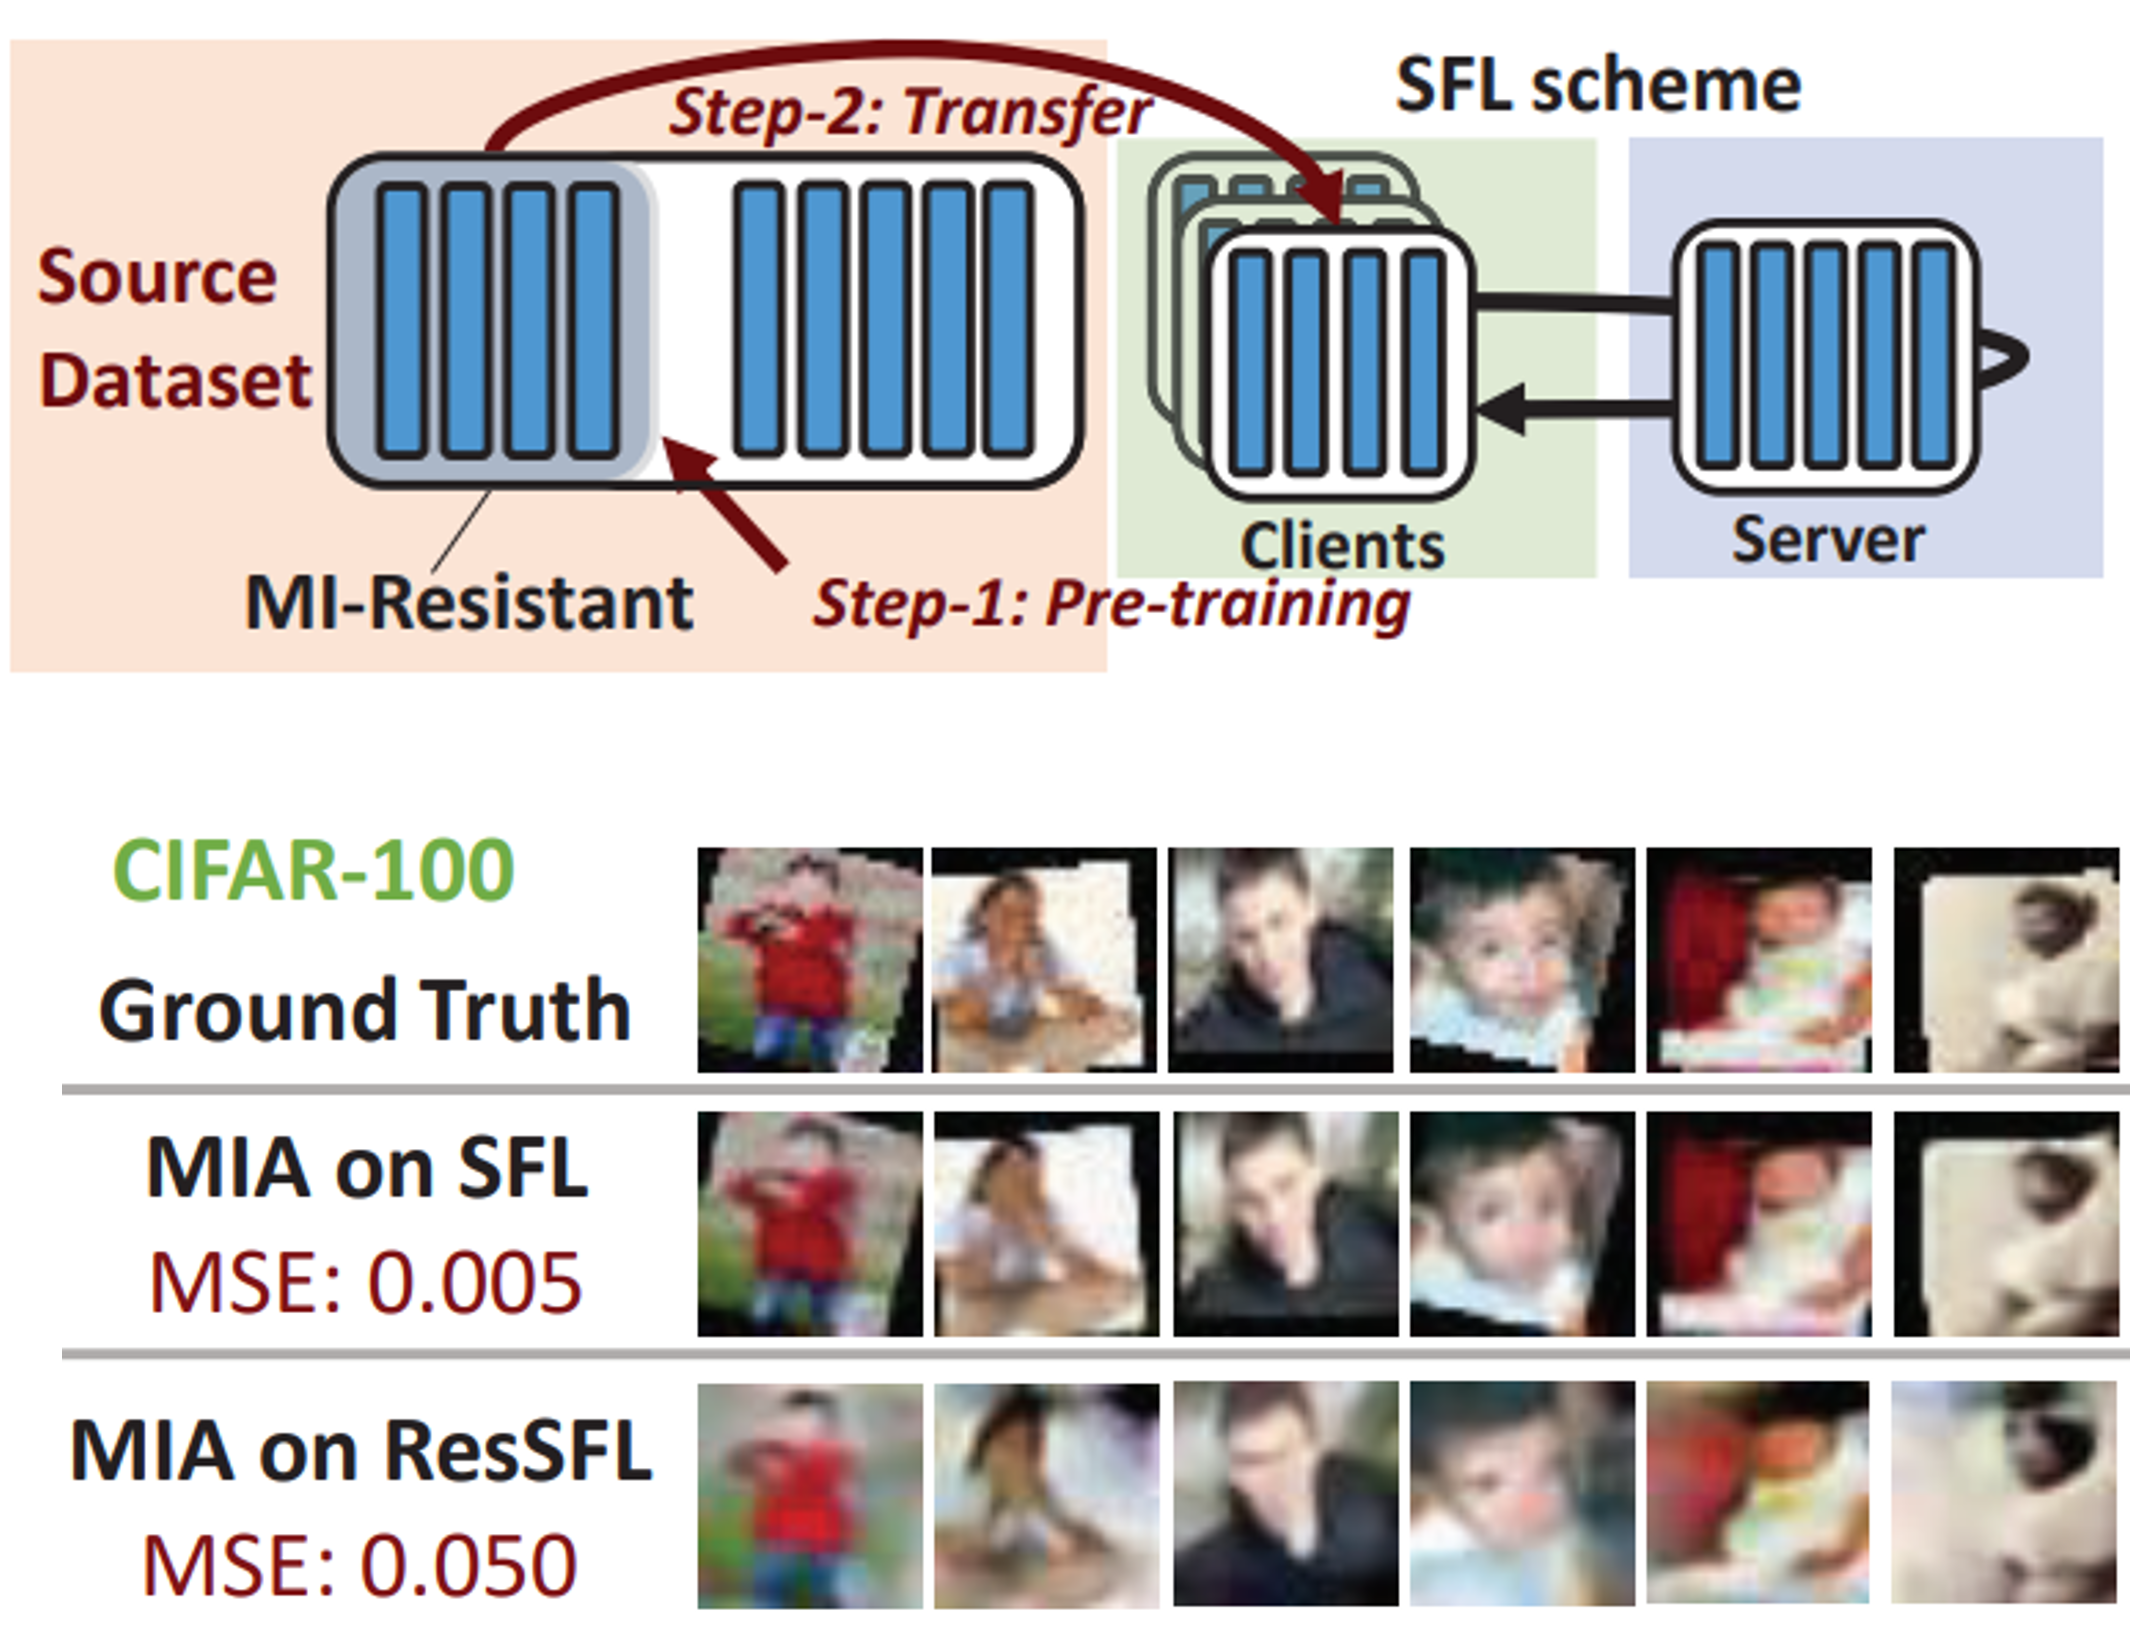 SFL scheme
Step-2: Transfer
Source
Dataset
Clients
Server
MI-Resistant
Step-1: Pre-training
CIFAR-100
Ground Truth
MIA on SFL
MSE: 0.005
MIA on ResSFL
MSE: 0.050